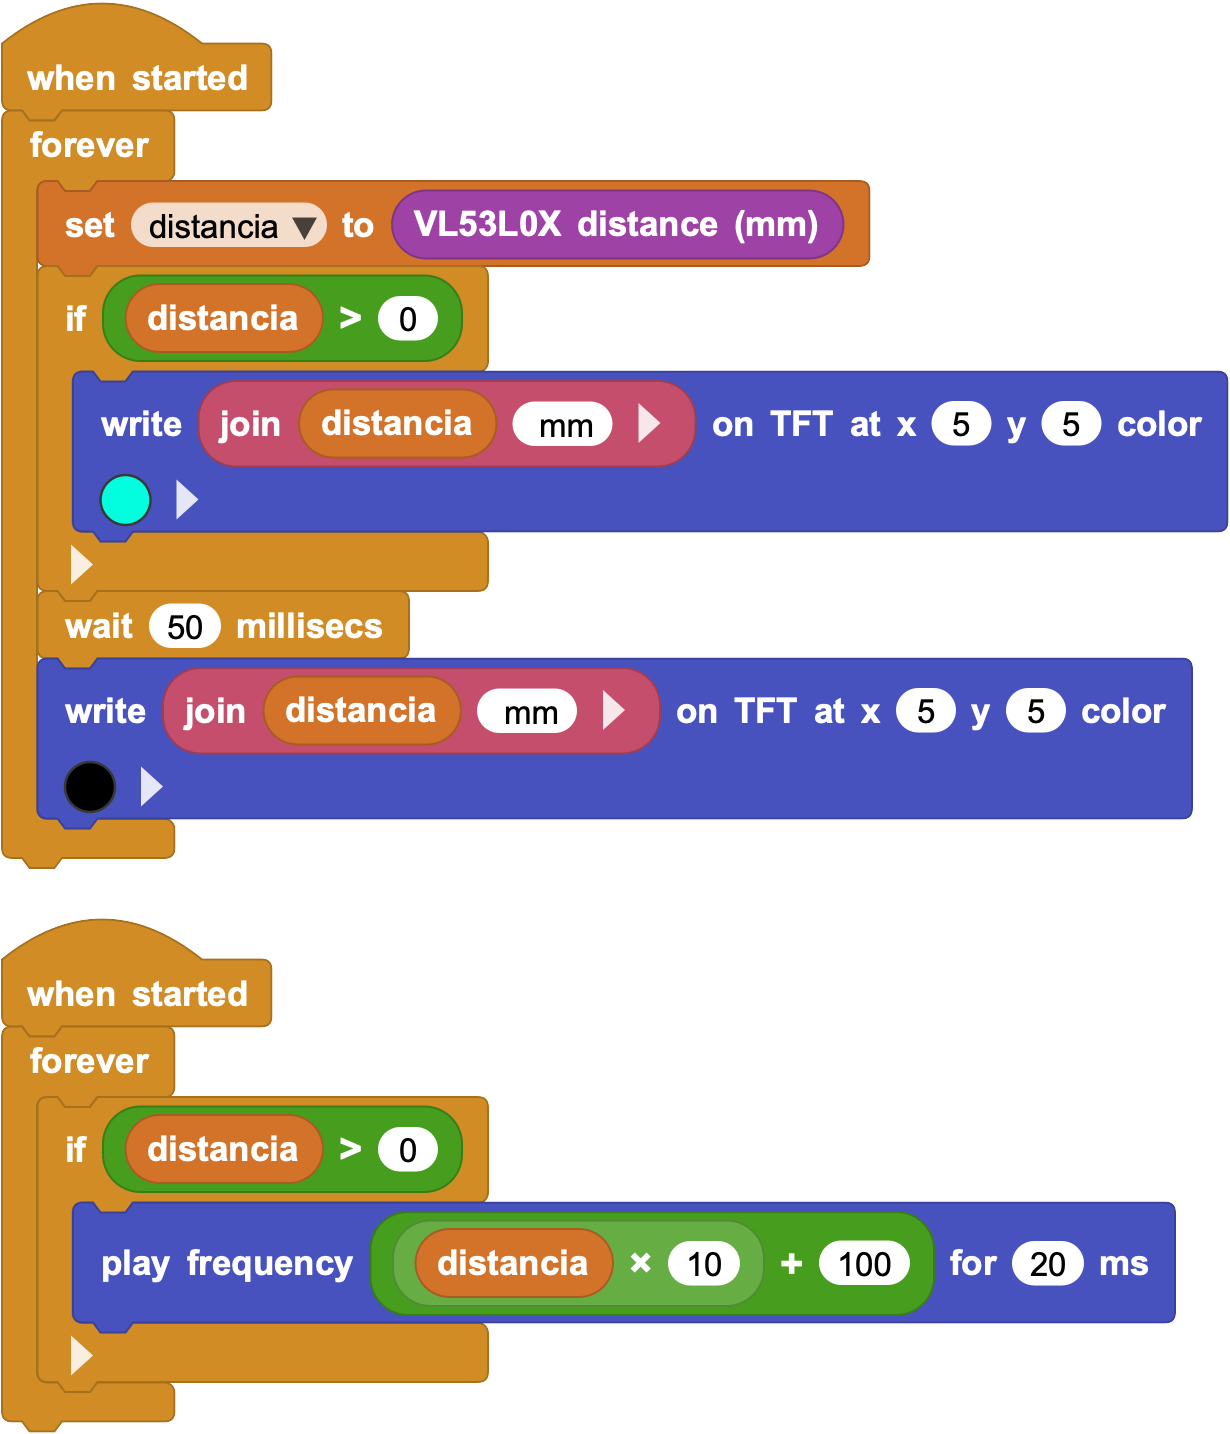 when started
forever
set distancia to VL53L0X distance (mm)
if distancia > 0
write join distancia mm on TFT at x 5 y 5 color
wait 50 millisecs
write join distancia mm on TFT at x 5 y 5 color
when started
forever
if distancia > 0
play frequency distancia × 10 + 100 for 20 ms